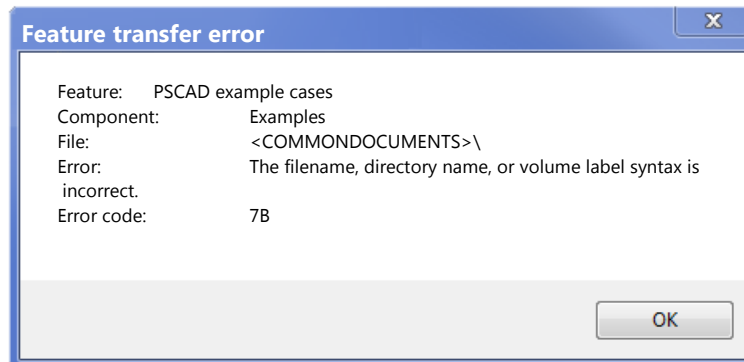 Feature transfer error
Feature: PSCAD example cases
Component: Examples
File: <COMMONDOCUMENTS>\
Error: The filename, directory name, or volume label syntax is
incorrect.
Error code: 7B
OK